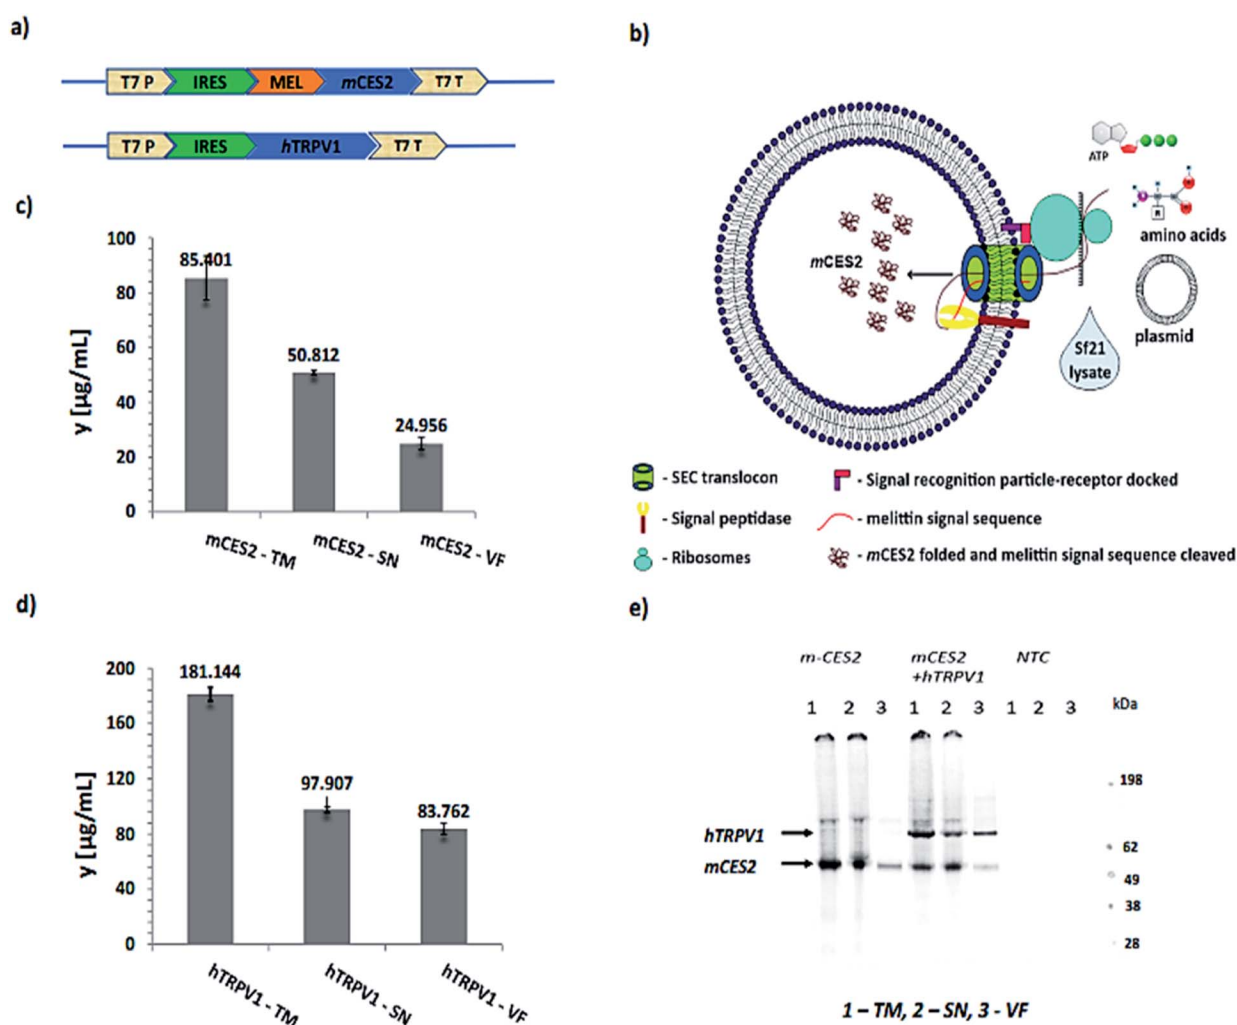 a)
T7 P IRES MEL mCES2 T7 T
T7 P IRES hTRPV1 T7 T
b)
ATP
R
amino acids
mCES2
plasmid
Sf21
lysate
- SEC translocon
- Signal recognition particle-receptor docked
- Signal peptidase
- melittin signal sequence
- Ribosomes
- mCES2 folded and melittin signal sequence cleaved
c)
y [µg/mL]
100
80
60
40
20
0
85.401
50.812
24.956
mCES2 - TM
mCES2 - SN
mCES2 - VF
d)
y [µg/mL]
200
160
120
80
40
0
181.144
97.907
83.762
hTRPV1 - TM
hTRPV1 - SN
hTRPV1 - VF
e)
m-CES2 mCES2 NTC
+hTRPV1
1 2 3 1 2 3 1 2 3 kDa
198
hTRPV1
62
mCES2
49
38
28
1 – TM, 2 – SN, 3 - VF